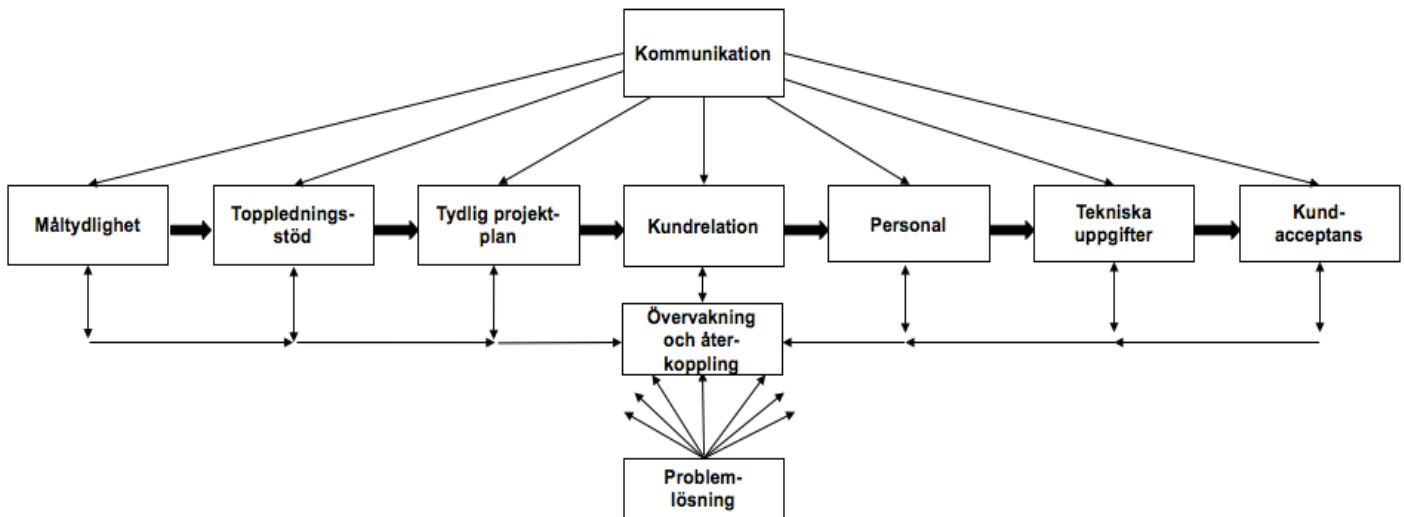 Kommunikation
Måltydlighet
Topplednings-
stöd
Tydlig projekt-
plan
Kundrelation
Personal
Tekniska
uppgifter
Kund-
acceptans
Övervakning
och åter-
koppling
Problem-
lösning